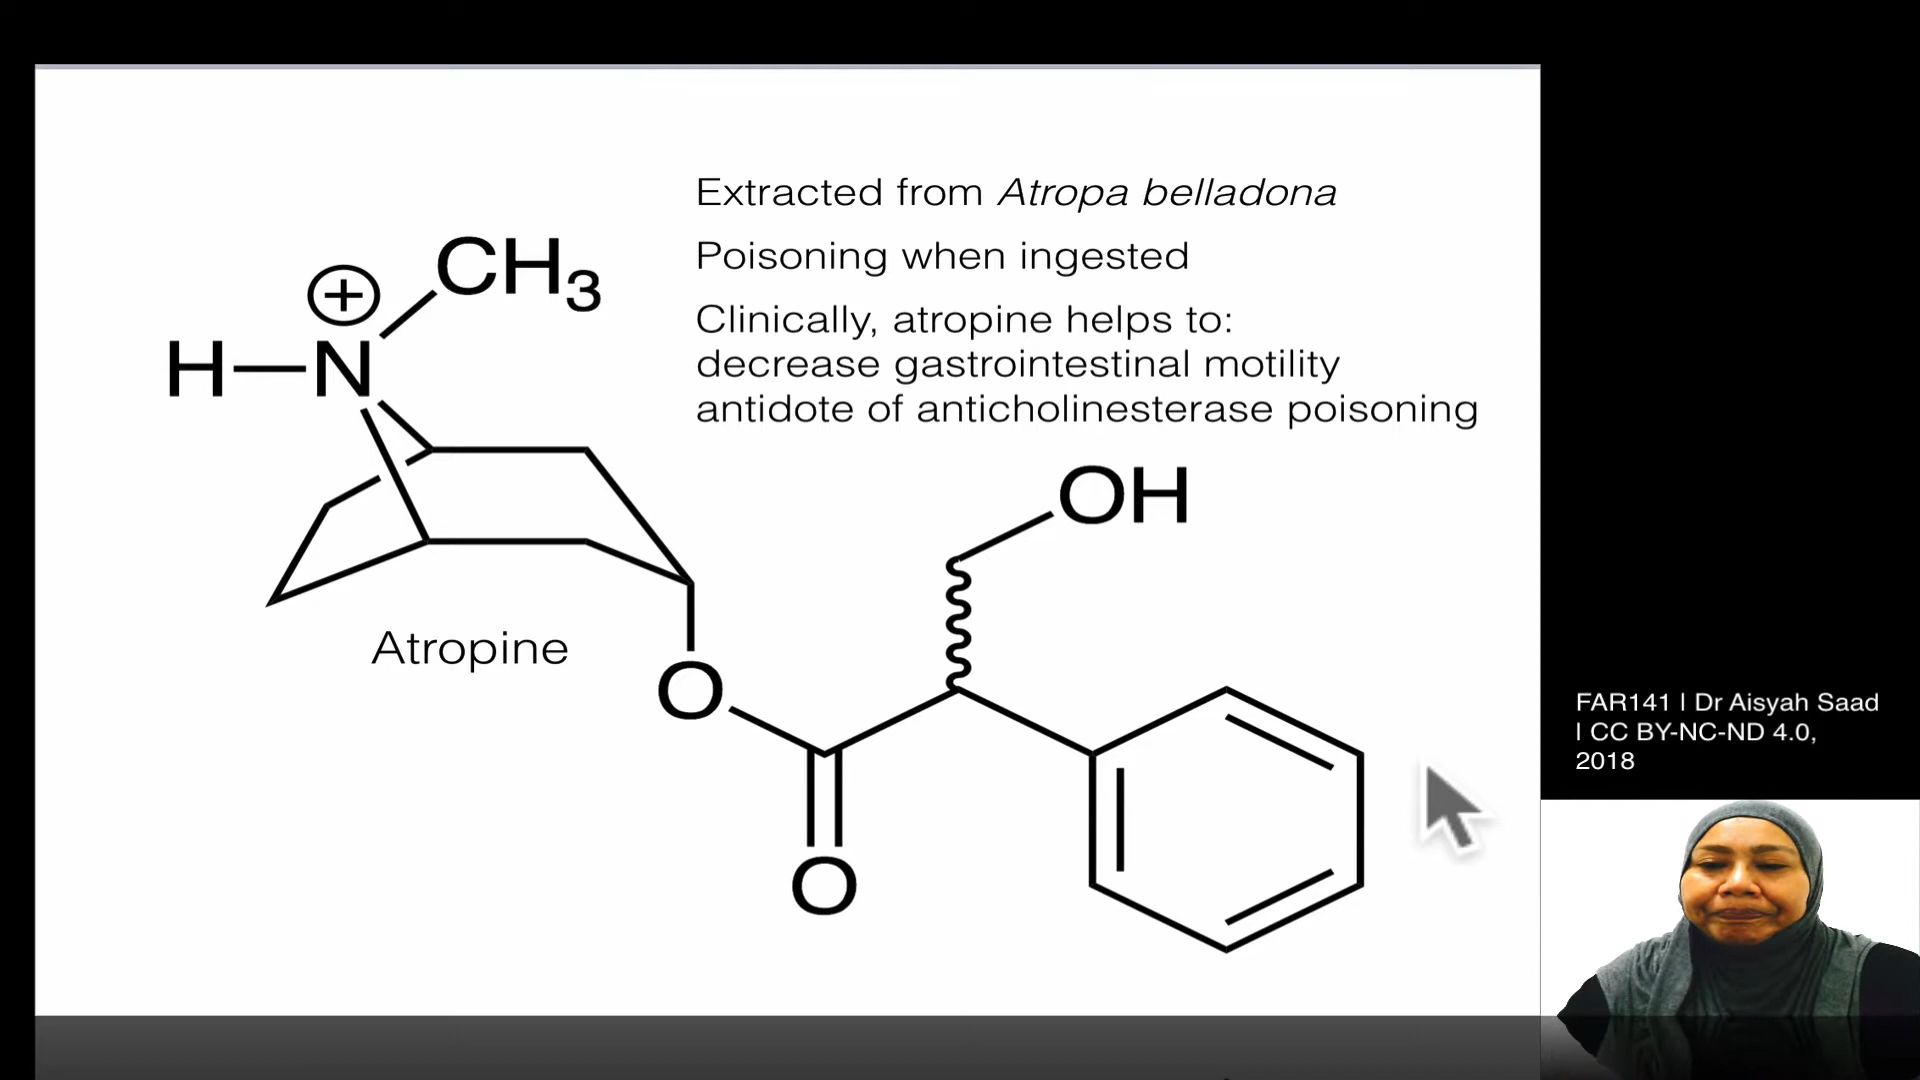 Extracted from Atropa belladona
Poisoning when ingested
Clinically, atropine helps to:
decrease gastrointestinal motility
antidote of anticholinesterase poisoning
CH3
+
H N
OH
Atropine
O
O
FAR141 | Dr Aisyah Saad
| CC BY-NC-ND 4.0,
2018